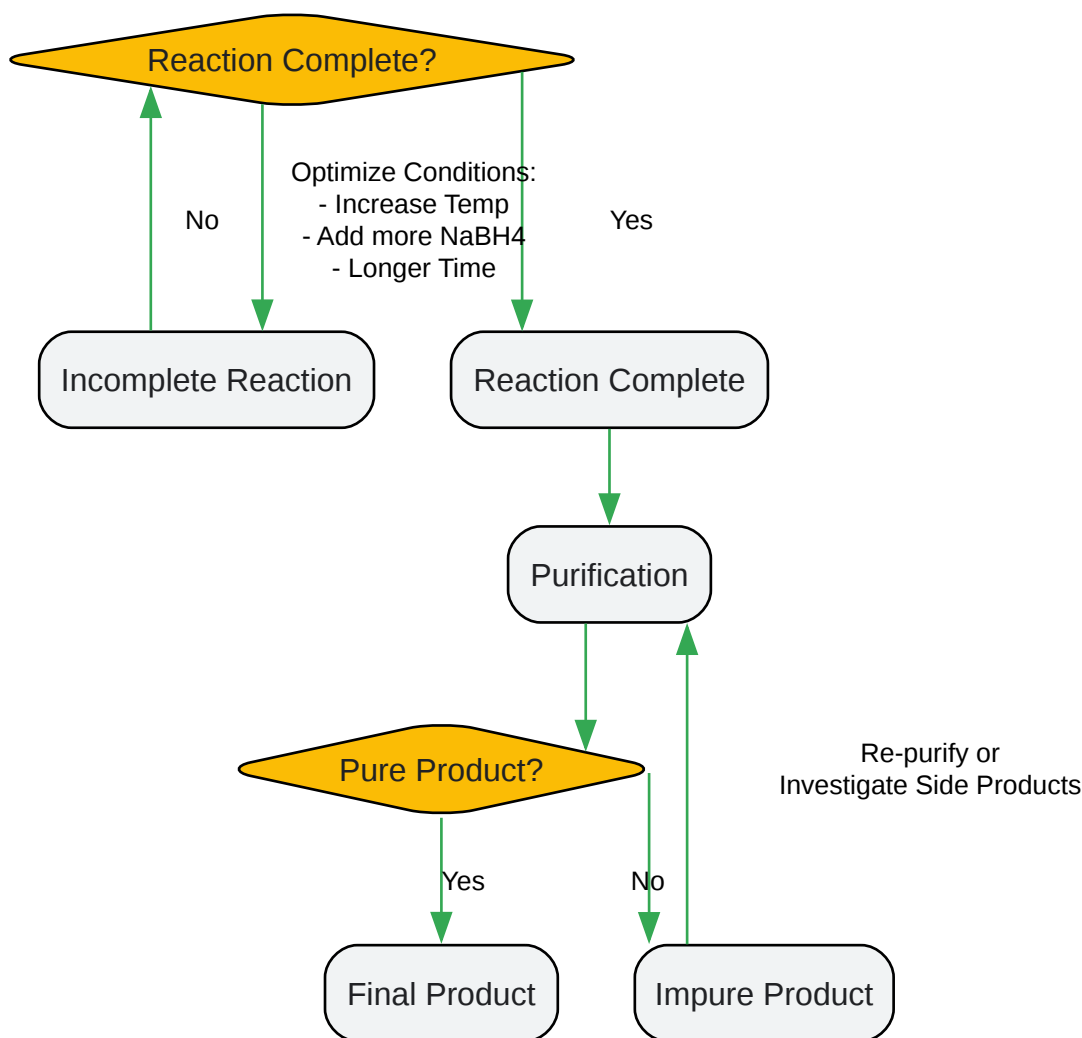 Reaction Complete?
Optimize Conditions:
- Increase Temp
- Add more NaBH4
- Longer Time
No
Yes
Incomplete Reaction
Reaction Complete
Purification
Pure Product?
Re-purify or
Investigate Side Products
Yes
No
Final Product
Impure Product